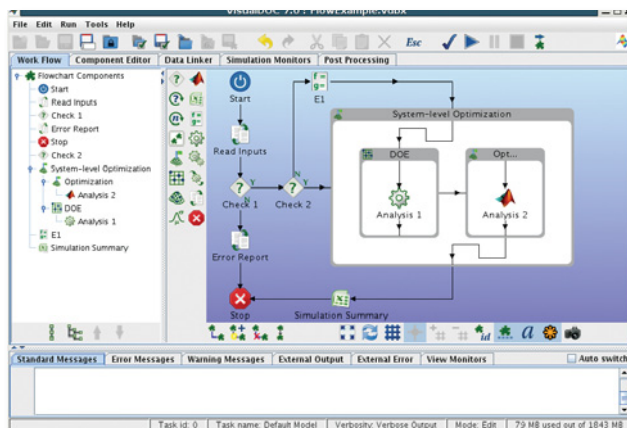 VisualDOC 7.0 : FlowExample.vdbx
File Edit Run Tools Help
Esc
Work Flow Component Editor Data Linker Simulation Monitors Post Processing
Flowchart Components
Start
Read Inputs
Check 1
Error Report
Stop
Check 2
System-level Optimization
Optimization
Analysis 2
DOE
Analysis 1
E1
Simulation Summary
f=
g=
Start
E1
System-level Optimization
Read Inputs
DOE
Opt...
Y
N
Y
Check 1
Check 2
N
Analysis 1
Analysis 2
Error Report
Stop
Simulation Summary
id
a
Standard Messages Error Messages Warning Messages External Output External Error View Monitors Auto switch
Task id: 0 Task name: Default Model Verbosity: Verbose Output Mode: Edit 79 MB used out of 1843 MB